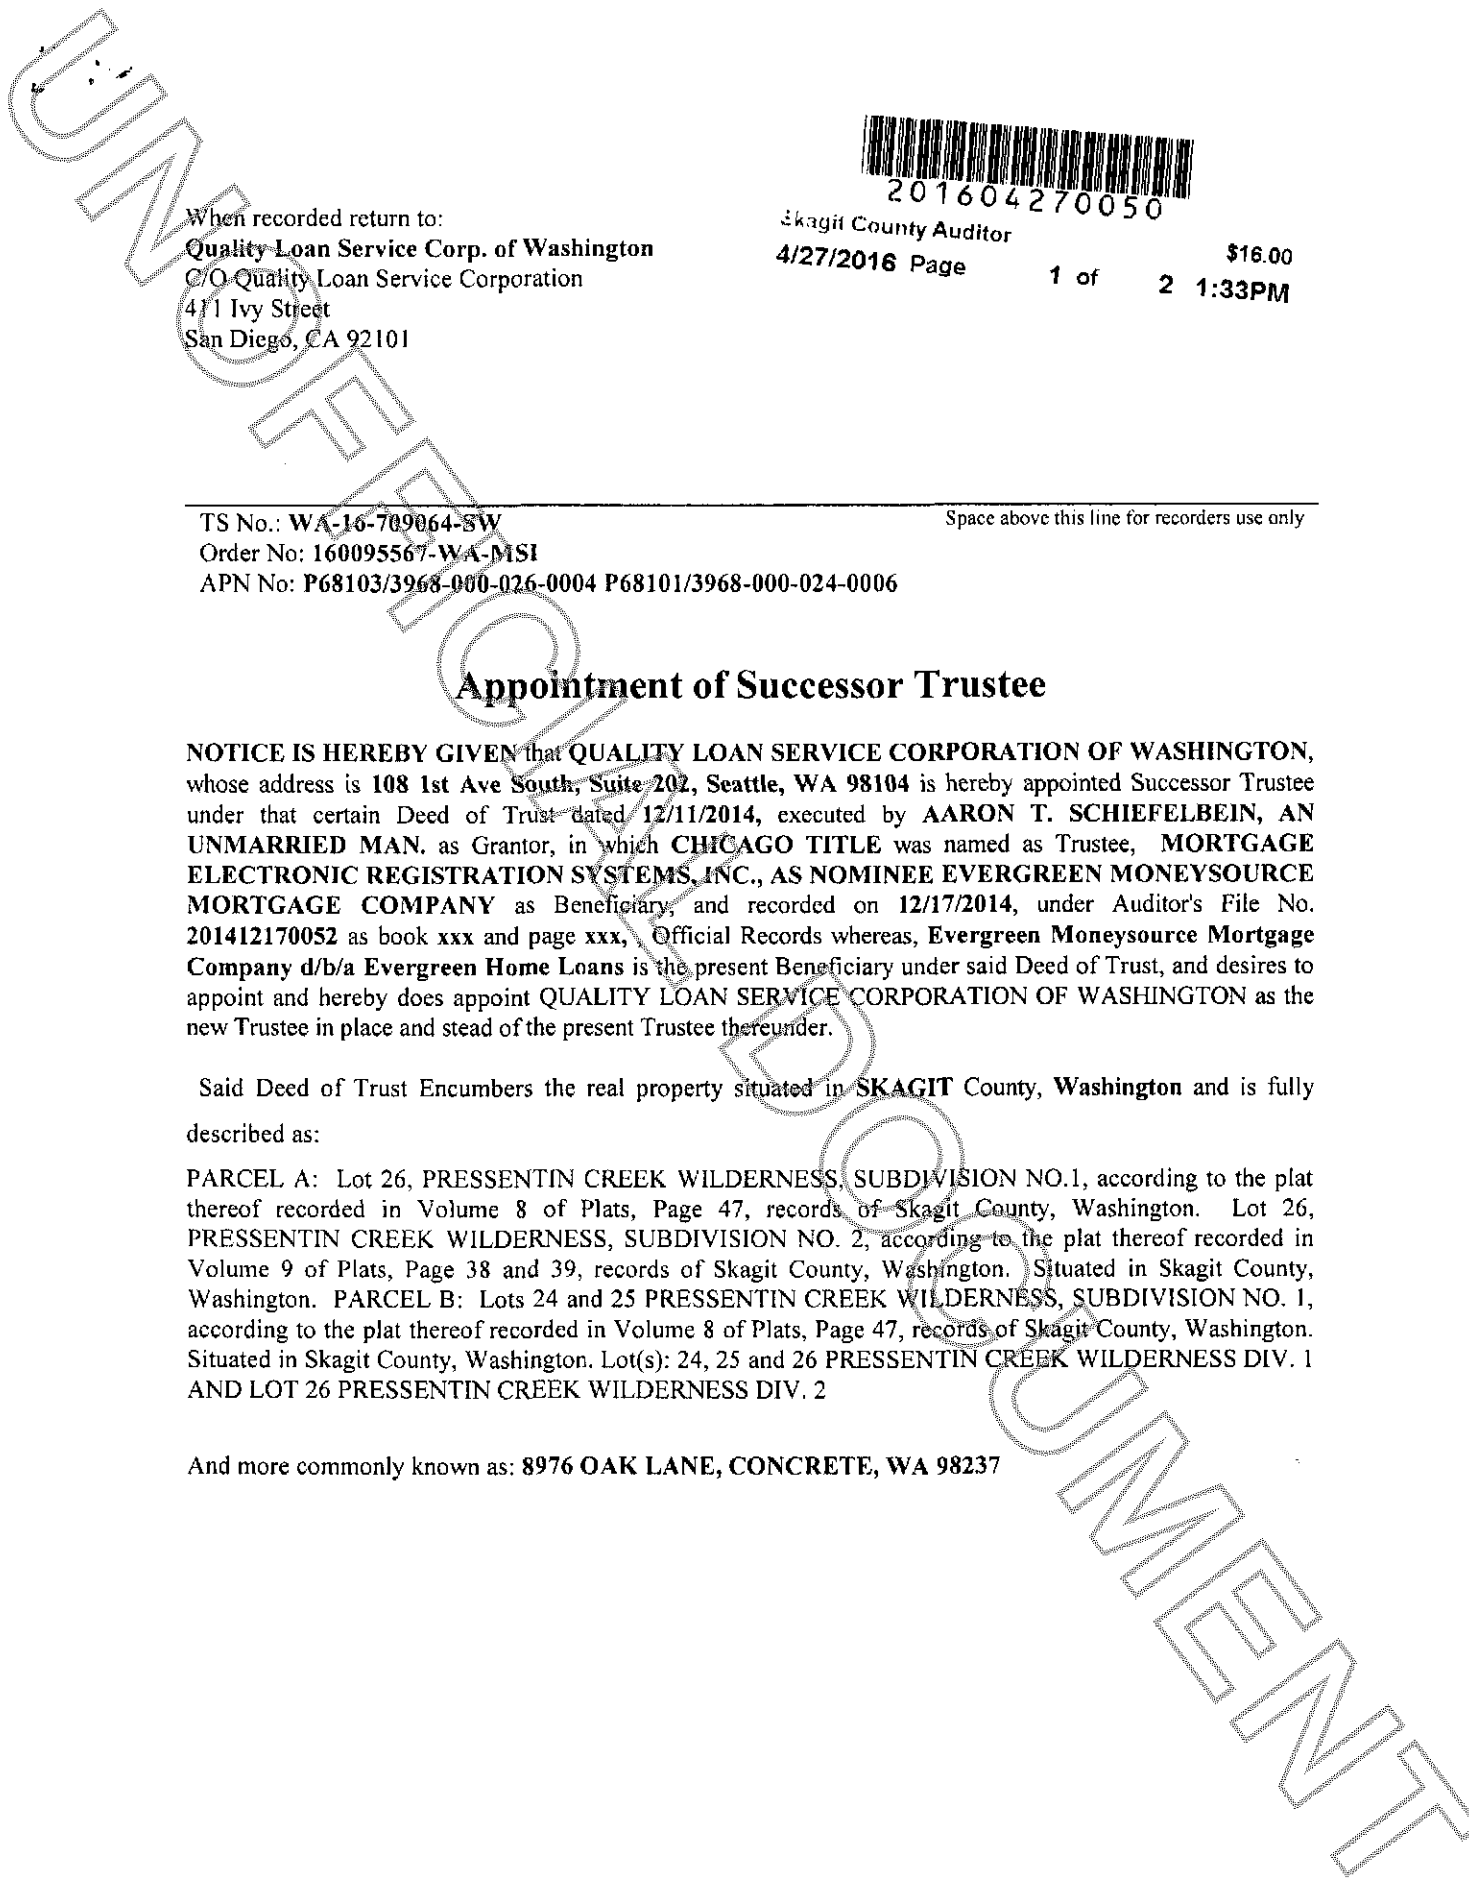 201604270050
Skagit County Auditor
$16.00
4/27/2016 Page 1 of 2 1:33PM
When recorded return to:
Quality Loan Service Corp. of Washington
C/O Quality Loan Service Corporation
411 Ivy Street
San Diego, CA 92101
Space above this line for recorders use only
TS No.: WA-16-709064-SW
Order No: 160095567-WA-MSI
APN No: P68103/3968-000-026-0004 P68101/3968-000-024-0006
Appointment of Successor Trustee
NOTICE IS HEREBY GIVEN that QUALITY LOAN SERVICE CORPORATION OF WASHINGTON,
whose address is 108 1st Ave South, Suite 202, Seattle, WA 98104 is hereby appointed Successor Trustee
under that certain Deed of Trust dated 12/11/2014, executed by AARON T. SCHIEFELBEIN, AN
UNMARRIED MAN. as Grantor, in which CHICAGO TITLE was named as Trustee, MORTGAGE
ELECTRONIC REGISTRATION SYSTEMS, INC., AS NOMINEE EVERGREEN MONEYSOURCE
MORTGAGE COMPANY as Beneficiary, and recorded on 12/17/2014, under Auditor's File No.
201412170052 as book xxx and page xxx, , Official Records whereas, Evergreen Moneysource Mortgage
Company d/b/a Evergreen Home Loans is the present Beneficiary under said Deed of Trust, and desires to
appoint and hereby does appoint QUALITY LOAN SERVICE CORPORATION OF WASHINGTON as the
new Trustee in place and stead of the present Trustee thereunder.
Said Deed of Trust Encumbers the real property situated in SKAGIT County, Washington and is fully
described as:
PARCEL A: Lot 26, PRESSENTIN CREEK WILDERNESS, SUBDIVISION NO.1, according to the plat
thereof recorded in Volume 8 of Plats, Page 47, records of Skagit County, Washington. Lot 26,
PRESSENTIN CREEK WILDERNESS, SUBDIVISION NO. 2, according to the plat thereof recorded in
Volume 9 of Plats, Page 38 and 39, records of Skagit County, Washington. Situated in Skagit County,
Washington. PARCEL B: Lots 24 and 25 PRESSENTIN CREEK WILDERNESS, SUBDIVISION NO. 1,
according to the plat thereof recorded in Volume 8 of Plats, Page 47, records of Skagit County, Washington.
Situated in Skagit County, Washington. Lot(s): 24, 25 and 26 PRESSENTIN CREEK WILDERNESS DIV. 1
AND LOT 26 PRESSENTIN CREEK WILDERNESS DIV. 2
And more commonly known as: 8976 OAK LANE, CONCRETE, WA 98237
UNOFFICIAL DOCUMENT